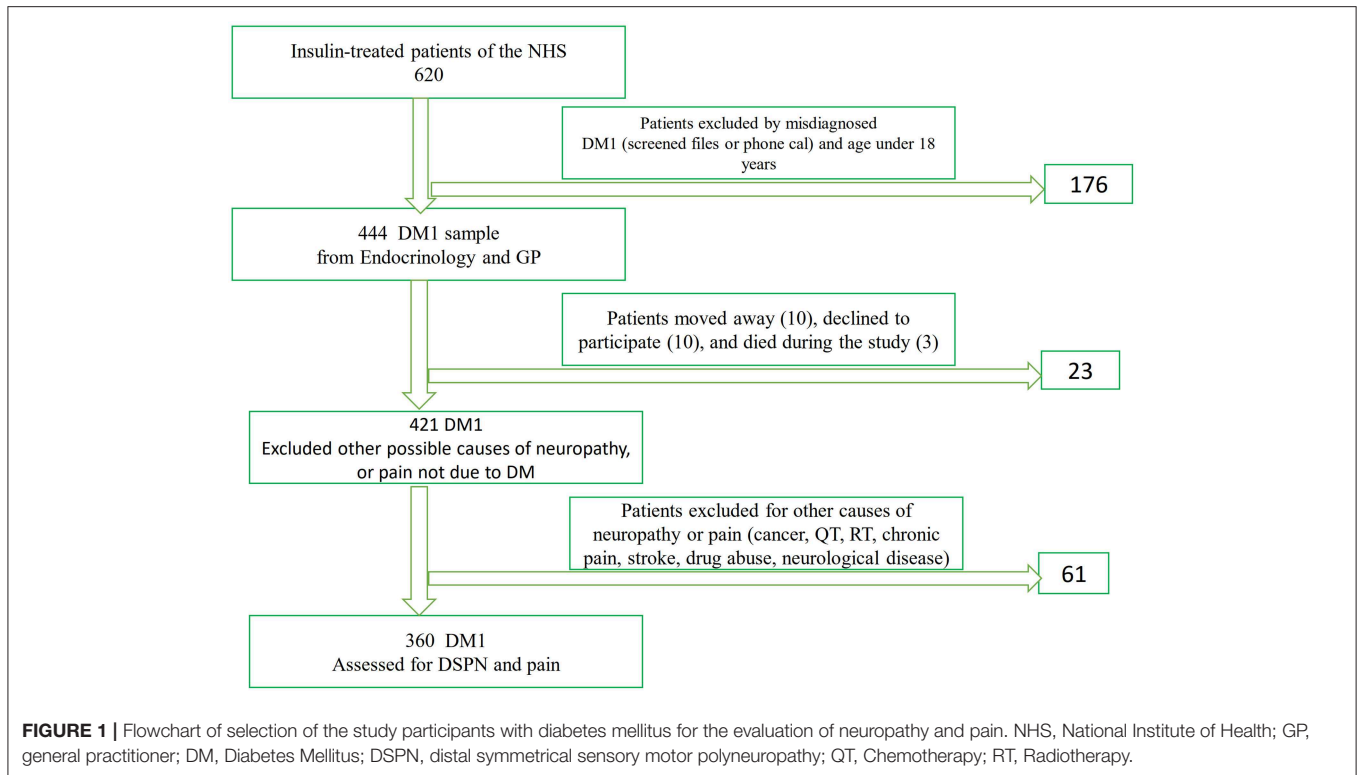 Insulin-treated patients of the NHS
620
Patients excluded by misdiagnosed
DM1 (screened files or phone cal) and age under 18
years
176
444 DM1 sample
from Endocrinology and GP
Patients moved away (10), declined to
participate (10), and died during the study (3)
23
421 DM1
Excluded other possible causes of neuropathy,
or pain not due to DM
Patients excluded for other causes of
neuropathy or pain (cancer, QT, RT, chronic
pain, stroke, drug abuse, neurological disease)
61
360 DM1
Assessed for DSPN and pain
FIGURE 1 | Flowchart of selection of the study participants with diabetes mellitus for the evaluation of neuropathy and pain. NHS, National Institute of Health; GP,
general practitioner; DM, Diabetes Mellitus; DSPN, distal symmetrical sensory motor polyneuropathy; QT, Chemotherapy; RT, Radiotherapy.